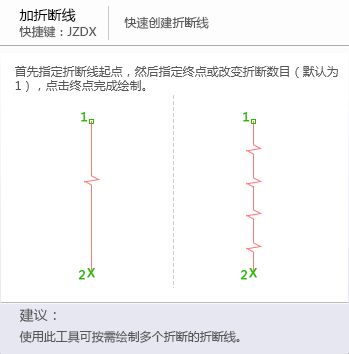 加折断线
快捷键：JZDX
快速创建折断线
首先指定折断线起点，然后指定终点或改变折断数目（默认为
1），点击终点完成绘制。
1
1
2X
2X
建议：
使用此工具可按需绘制多个折断的折断线。